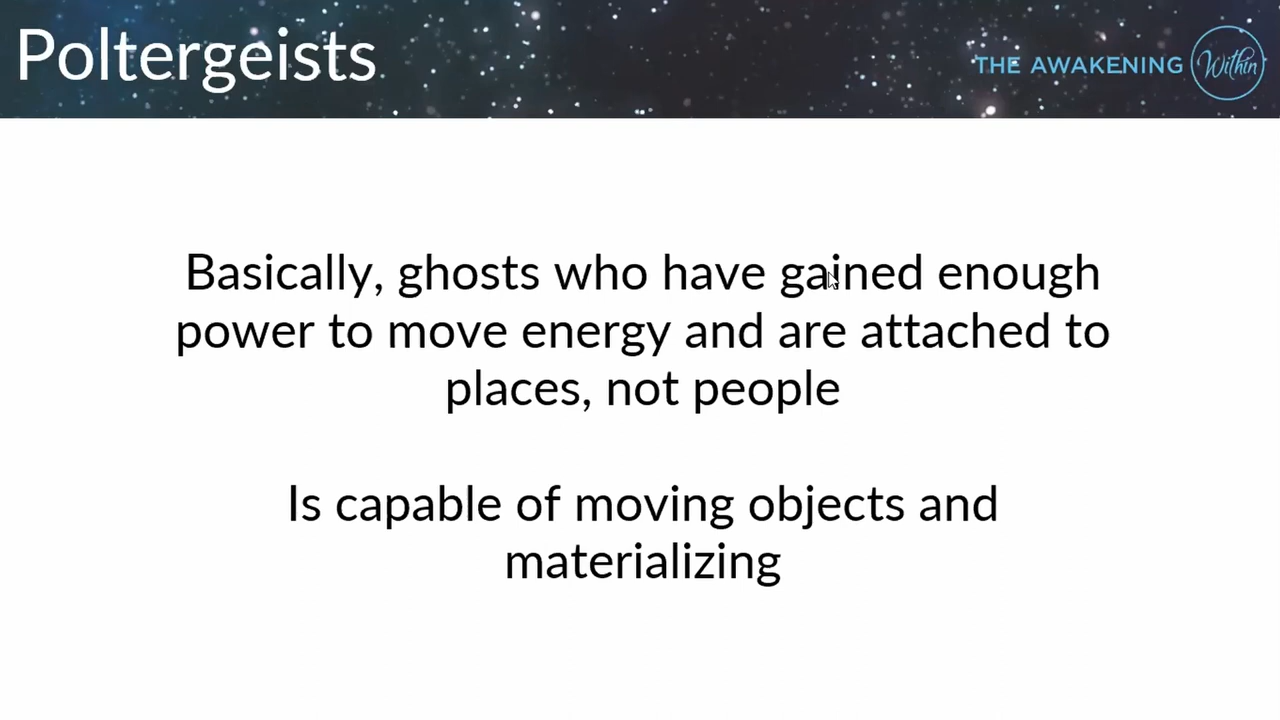 Poltergeists
THE AWAKENING Within
Basically, ghosts who have gained enough
power to move energy and are attached to
places, not people
Is capable of moving objects and
materializing